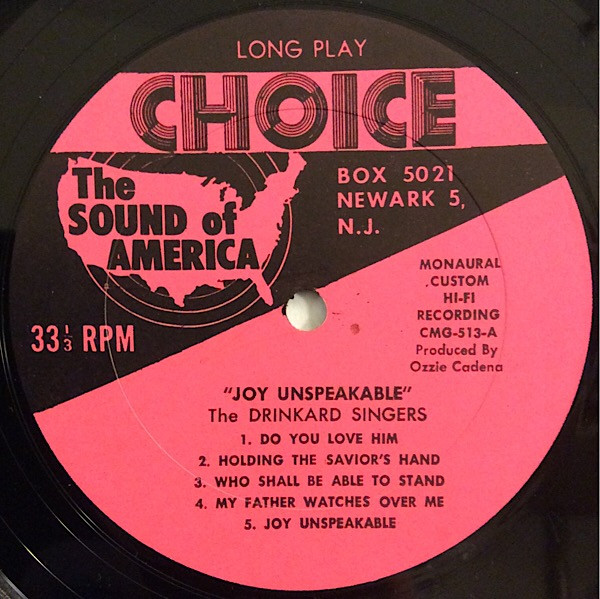 LONG PLAY
CHOICE
The
SOUND of
AMERICA
BOX 5021
NEWARK 5,
N.J.
MONAURAL
CUSTOM
HI-FI
RECORDING
CMG-513-A
Produced By
Ozzie Cadena
33⅓ RPM
"JOY UNSPEAKABLE"
The DRINKARD SINGERS
1. DO YOU LOVE HIM
2. HOLDING THE SAVIOR'S HAND
3. WHO SHALL BE ABLE TO STAND
4. MY FATHER WATCHES OVER ME
5. JOY UNSPEAKABLE